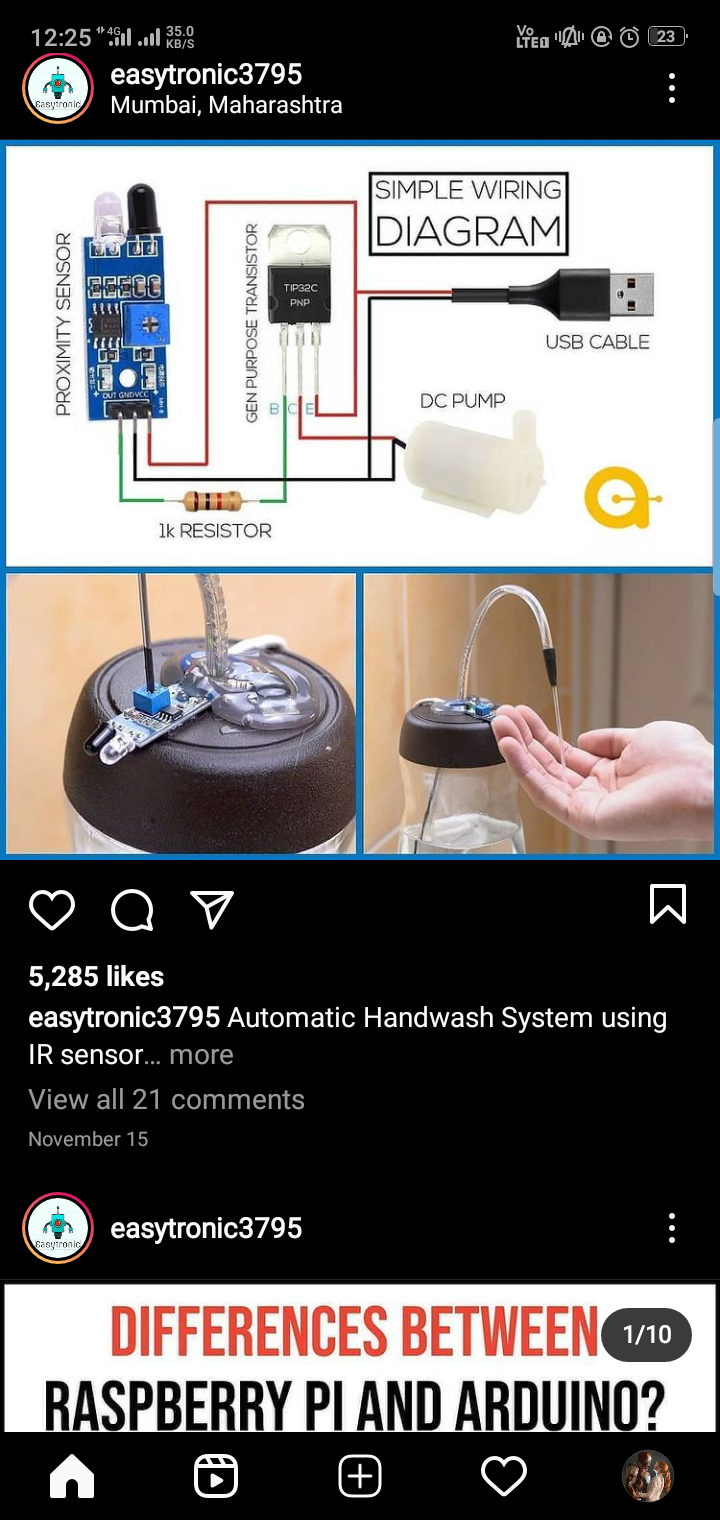 12:25 4G 35.0 KB/S Vo LTE 23
easytronic3795
Easytronic
Mumbai, Maharashtra
SIMPLE WIRING
DIAGRAM
PROXIMITY SENSOR
GEN PURPOSE TRANSISTOR
TIP32C
PNP
USB CABLE
OUT GND VCC
B C E
DC PUMP
1k RESISTOR
5,285 likes
easytronic3795 Automatic Handwash System using
IR sensor... more
View all 21 comments
November 15
easytronic3795
Easytronic
DIFFERENCES BETWEEN
1/10
RASPBERRY PI AND ARDUINO?